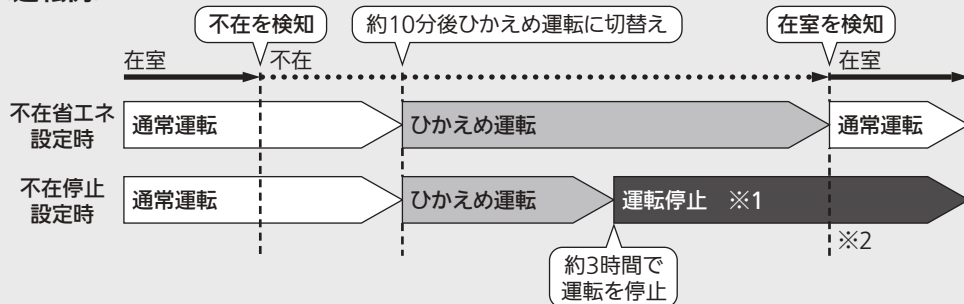 不在を検知
約10分後ひかえめ運転に切替え
在室を検知
在室
不在
在室
不在省エネ
設定時
通常運転
ひかえめ運転
通常運転
不在停止
設定時
通常運転
ひかえめ運転
運転停止 ※1
※2
約3時間で
運転を停止